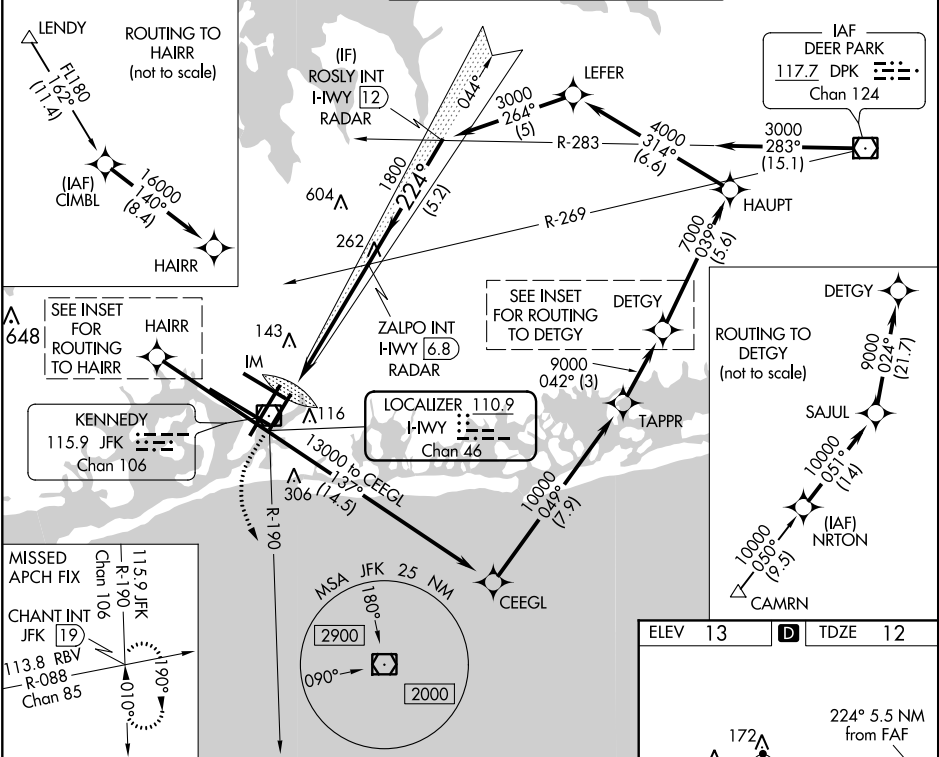 LENDY
FL180
162°
(11.4)
ROUTING TO
HAIRR
(not to scale)
(IAF)
CIMBL
16000
140°
(8.4)
HAIRR
(IF)
ROSLY INT
I-IWY 12
RADAR
044°
LEFER
3000
264°
(5)
IAF
DEER PARK
117.7 DPK
Chan 124
4000
314°
(6.6)
3000
283°
(15.1)
R-283
1800
224°
(5.2)
604
262
R-269
HAUPT
7000
039°
(5.6)
648
SEE INSET
FOR
ROUTING
TO HAIRR
HAIRR
143
IM
ZALPO INT
I-IWY 6.8
RADAR
SEE INSET
FOR ROUTING
TO DETGY
DETGY
9000
042° (3)
TAPPR
KENNEDY
115.9 JFK
Chan 106
116
LOCALIZER 110.9
I-IWY
Chan 46
13000 to CEEGL
137°
(14.5)
306
R-190
10000
049°
(7.9)
CEEGL
ROUTING TO
DETGY
(not to scale)
DETGY
9000
024°
(21.7)
SAJUL
10000
051°
(14)
(IAF)
NRTON
10000
050°
(9.5)
CAMRN
MISSED
APCH FIX
115.9 JFK
R-190
Chan 106
CHANT INT
JFK 19
113.8 RBV
R-088
Chan 85
190°
010°
MSA JFK 25 NM
180°
2900
090°
2000
ELEV 13
D
TDZE 12
172
224° 5.5 NM
from FAF